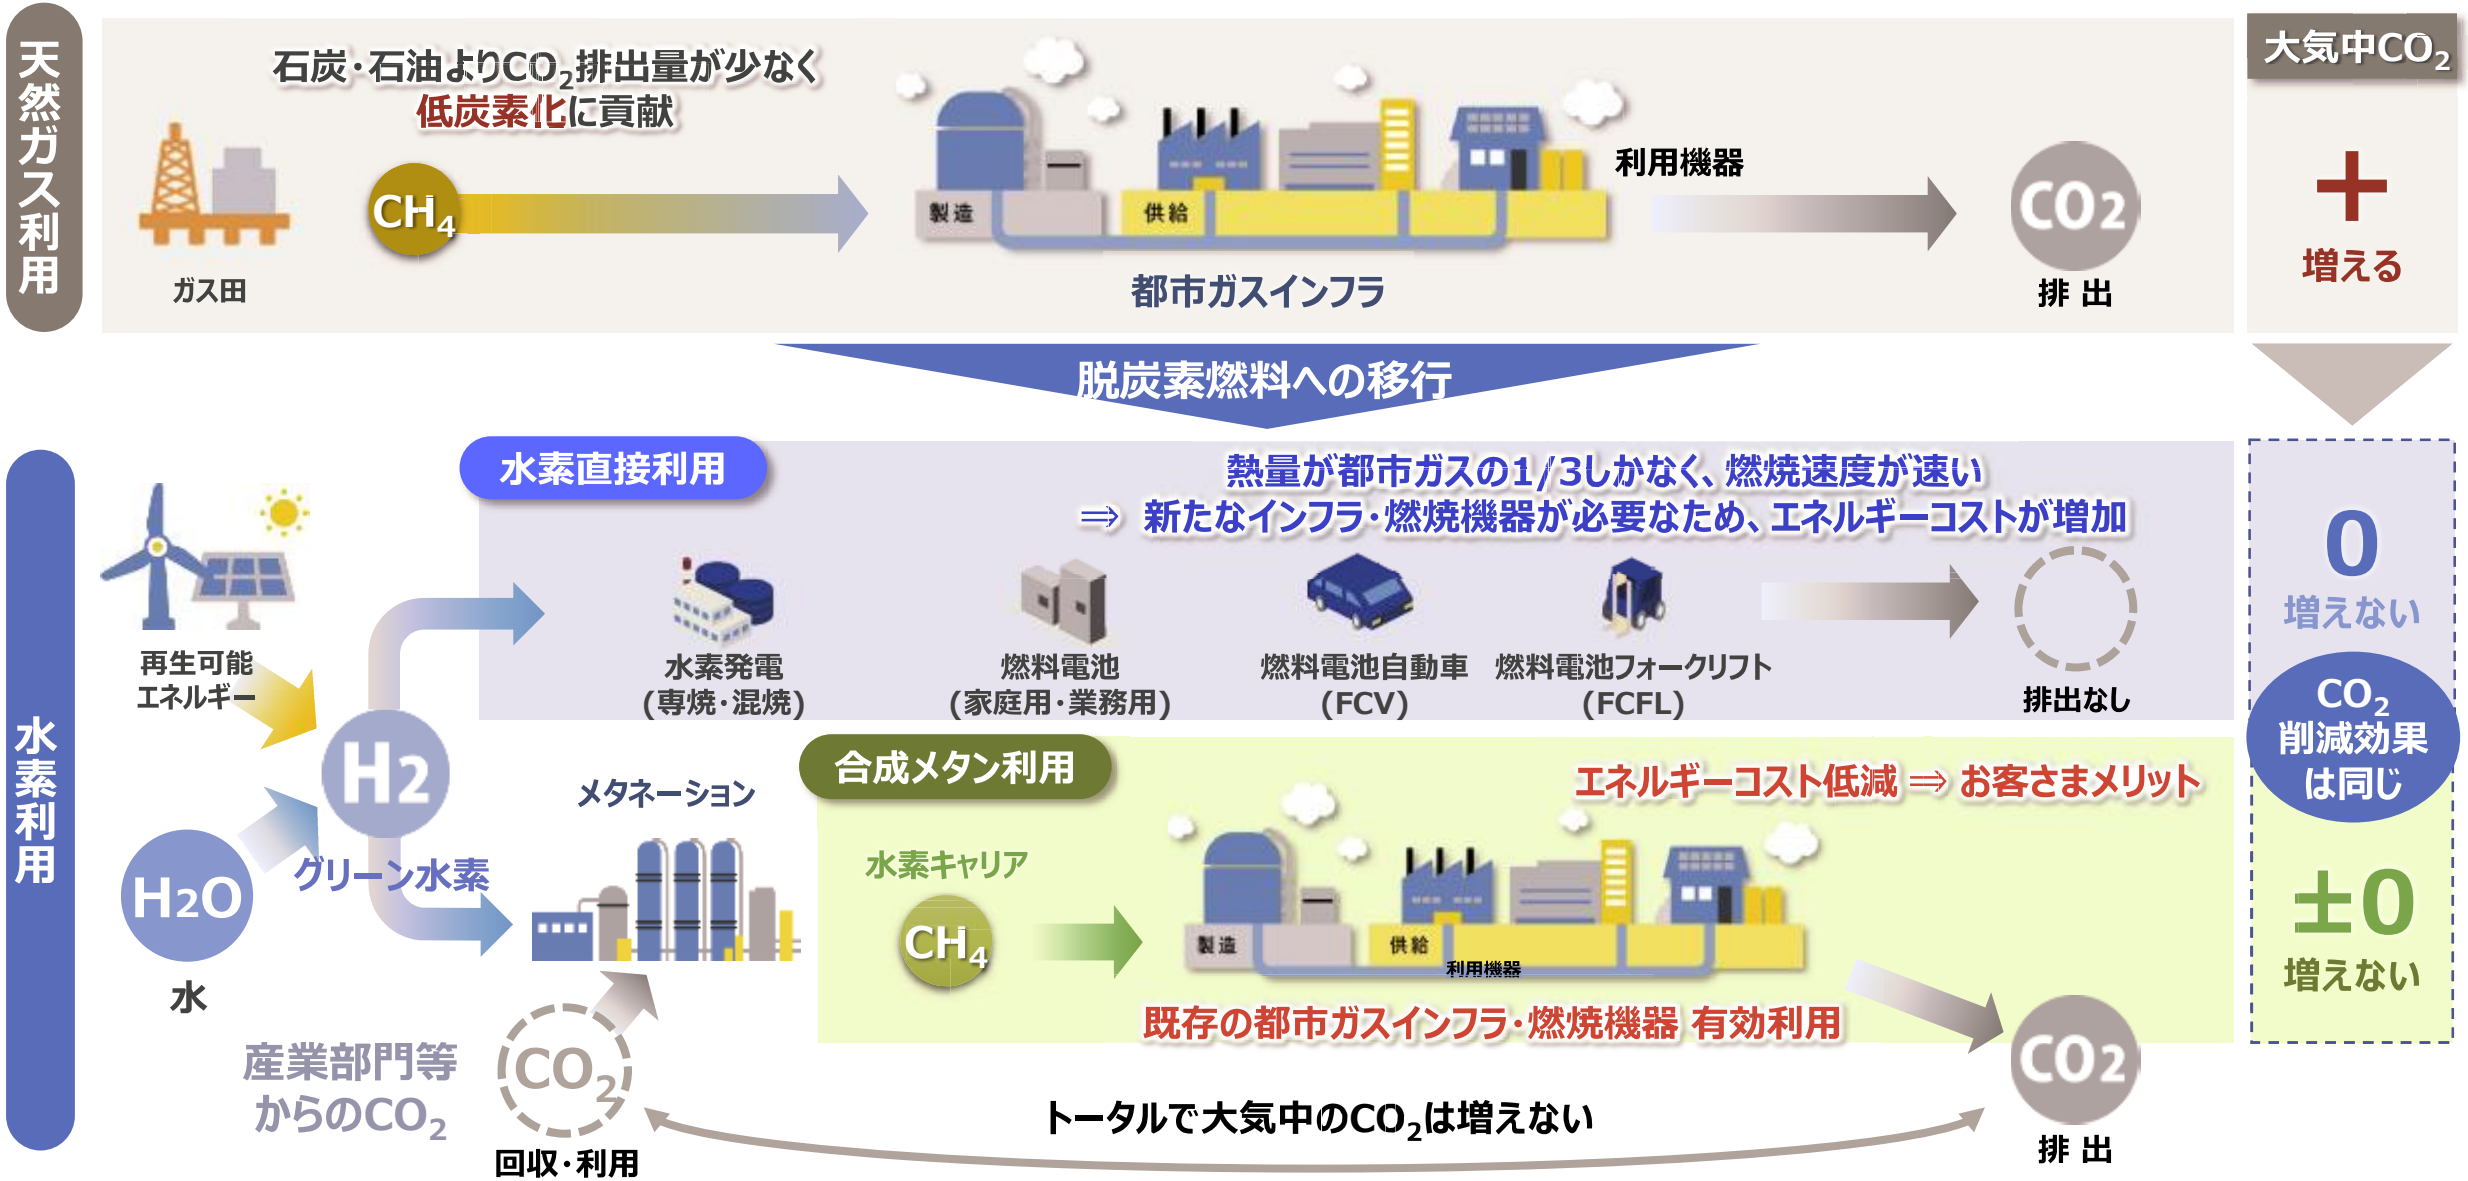 天然ガス利用
石炭・石油よりCO2排出量が少なく
低炭素化に貢献
大気中CO2
CH4
ガス田
製造
供給
都市ガスインフラ
利用機器
CO2
排 出
+
増える
脱炭素燃料への移行
水素利用
水素直接利用
熱量が都市ガスの1/3しかなく、燃焼速度が速い
⇒ 新たなインフラ・燃焼機器が必要なため、エネルギーコストが増加
再生可能
エネルギー
水素発電
(専焼・混焼)
燃料電池
(家庭用・業務用)
燃料電池自動車
(FCV)
燃料電池フォークリフト
(FCFL)
排出なし
0
増えない
CO2
削減効果
は同じ
H2
H2O
水
グリーン水素
メタネーション
合成メタン利用
エネルギーコスト低減 ⇒ お客さまメリット
水素キャリア
CH4
製造
供給
利用機器
既存の都市ガスインフラ・燃焼機器 有効利用
±0
増えない
産業部門等
からのCO2
CO2
回収・利用
トータルで大気中のCO2は増えない
CO2
排 出